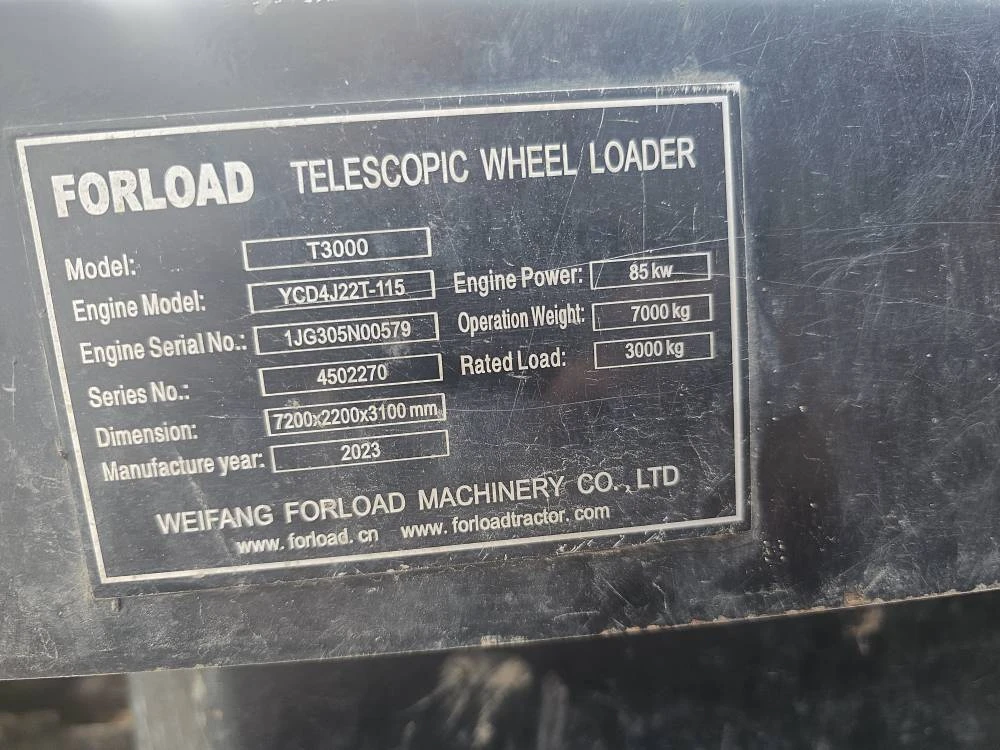 FORLOAD TELESCOPIC WHEEL LOADER
Model: T3000
Engine Model: YCD4J22T-115 Engine Power: 85 kw
Engine Serial No.: 1JG305N00579 Operation Weight: 7000 kg
Series No.: 4502270 Rated Load: 3000 kg
Dimension: 7200x2200x3100 mm
Manufacture year: 2023
WEIFANG FORLOAD MACHINERY CO., LTD
www.forload.cn www.forloadtractor.com